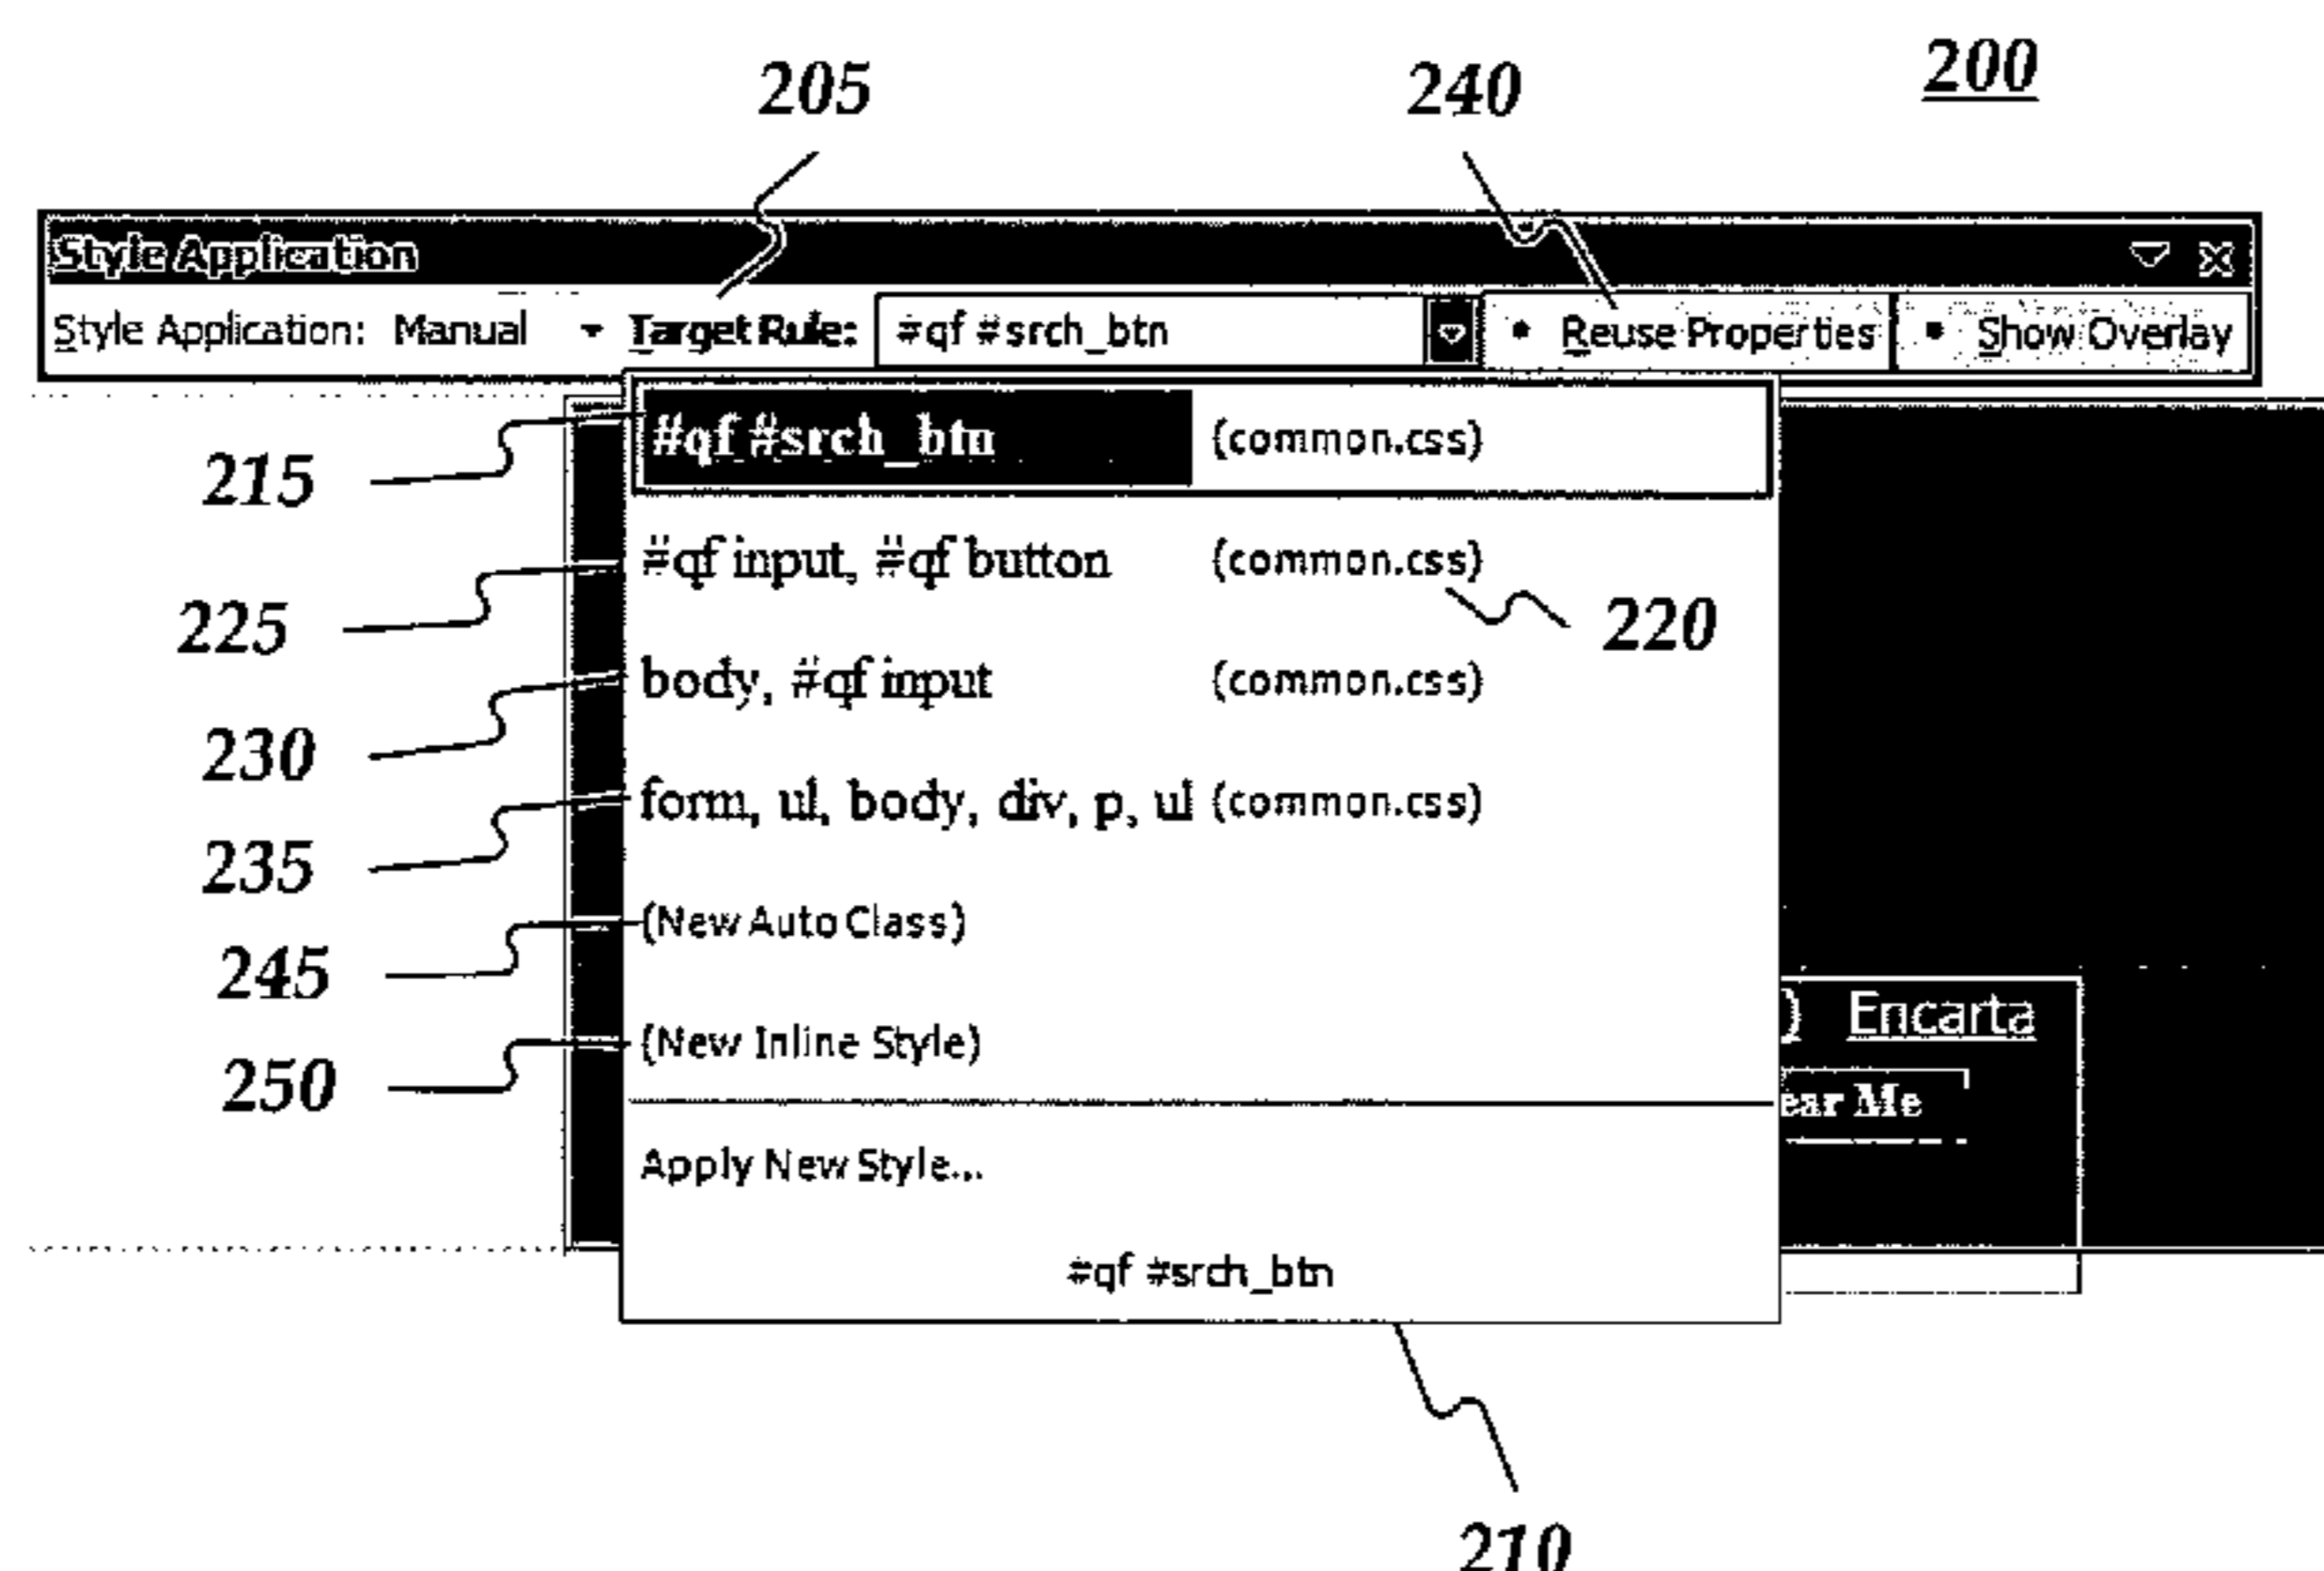 200
205 240
Style Application
Style Application: Manual Target Rule: #qf #srch_btn Reuse Properties Show Overlay
215 #qf #srch_btn (common.css)
225 #qf input, #qf button (common.css)
220
230 body, #qf input (common.css)
235 form, ul, body, div, p, ul (common.css)
245 (New Auto Class)
250 (New Inline Style)
) Encarta
ear Me
Apply New Style...
#qf #srch_btn
210